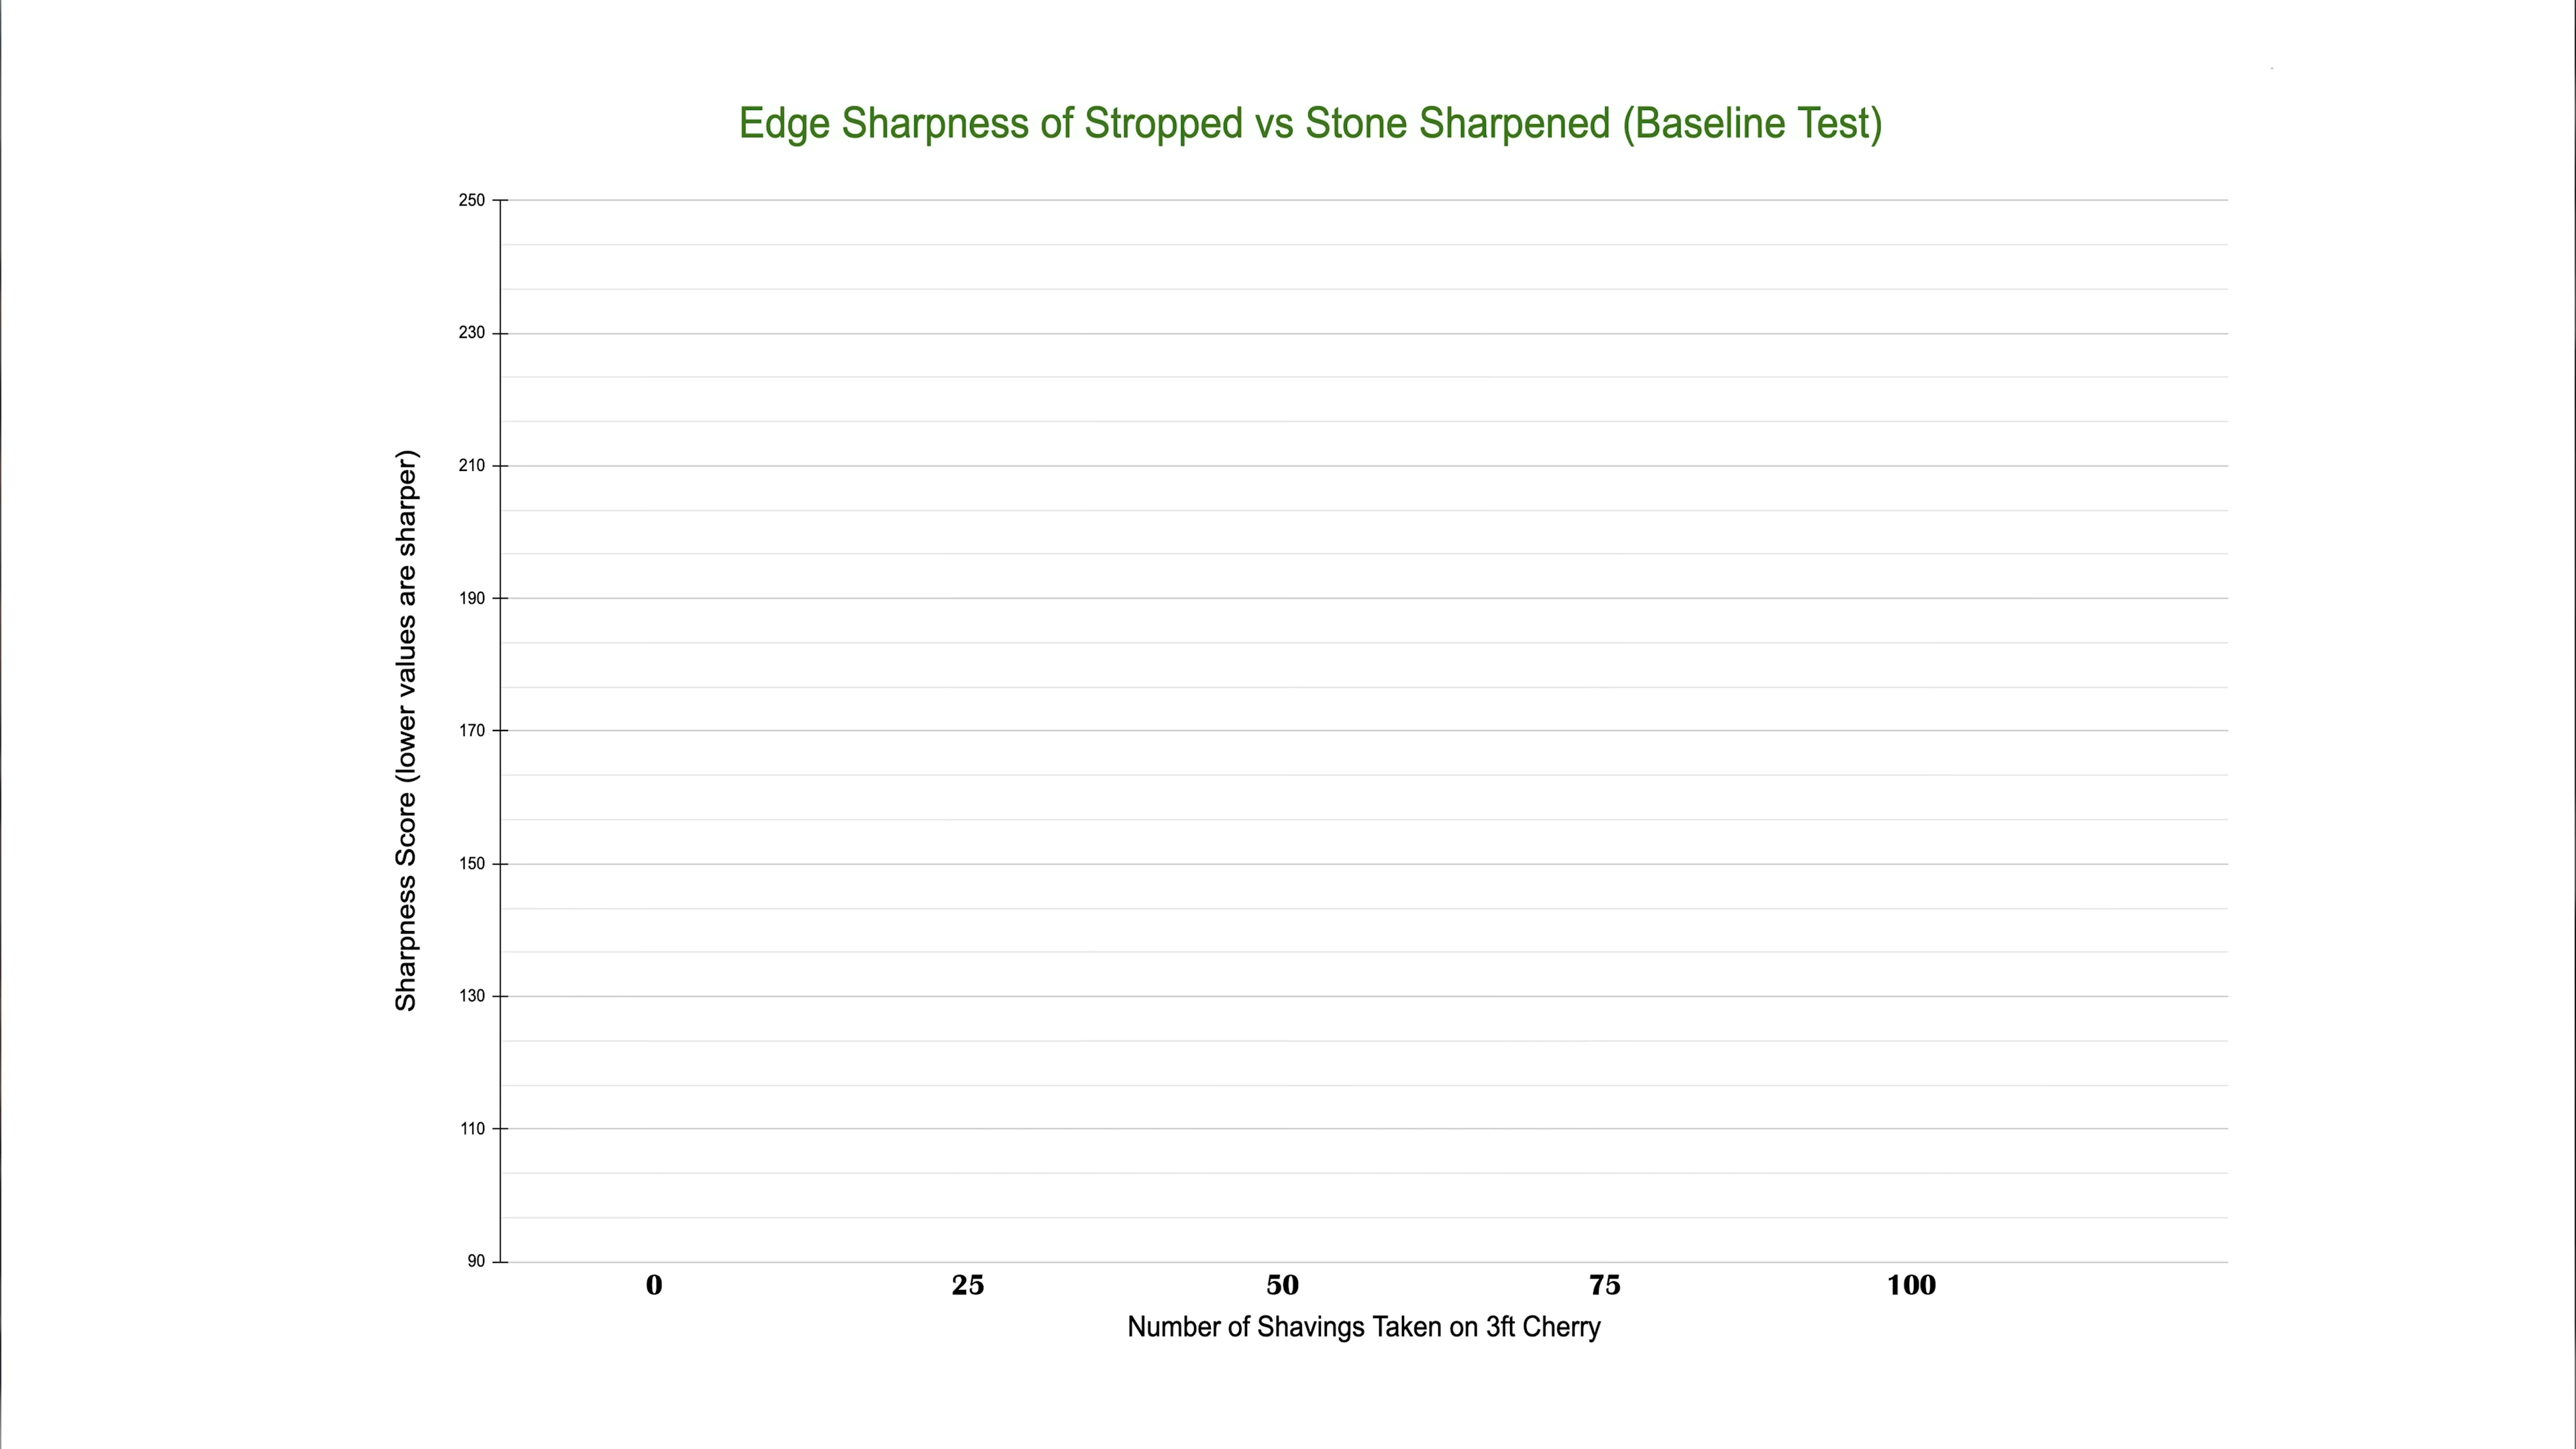 Edge Sharpness of Stropped vs Stone Sharpened (Baseline Test)
Sharpness Score (lower values are sharper)
250
230
210
190
170
150
130
110
90
0 25 50 75 100
Number of Shavings Taken on 3ft Cherry